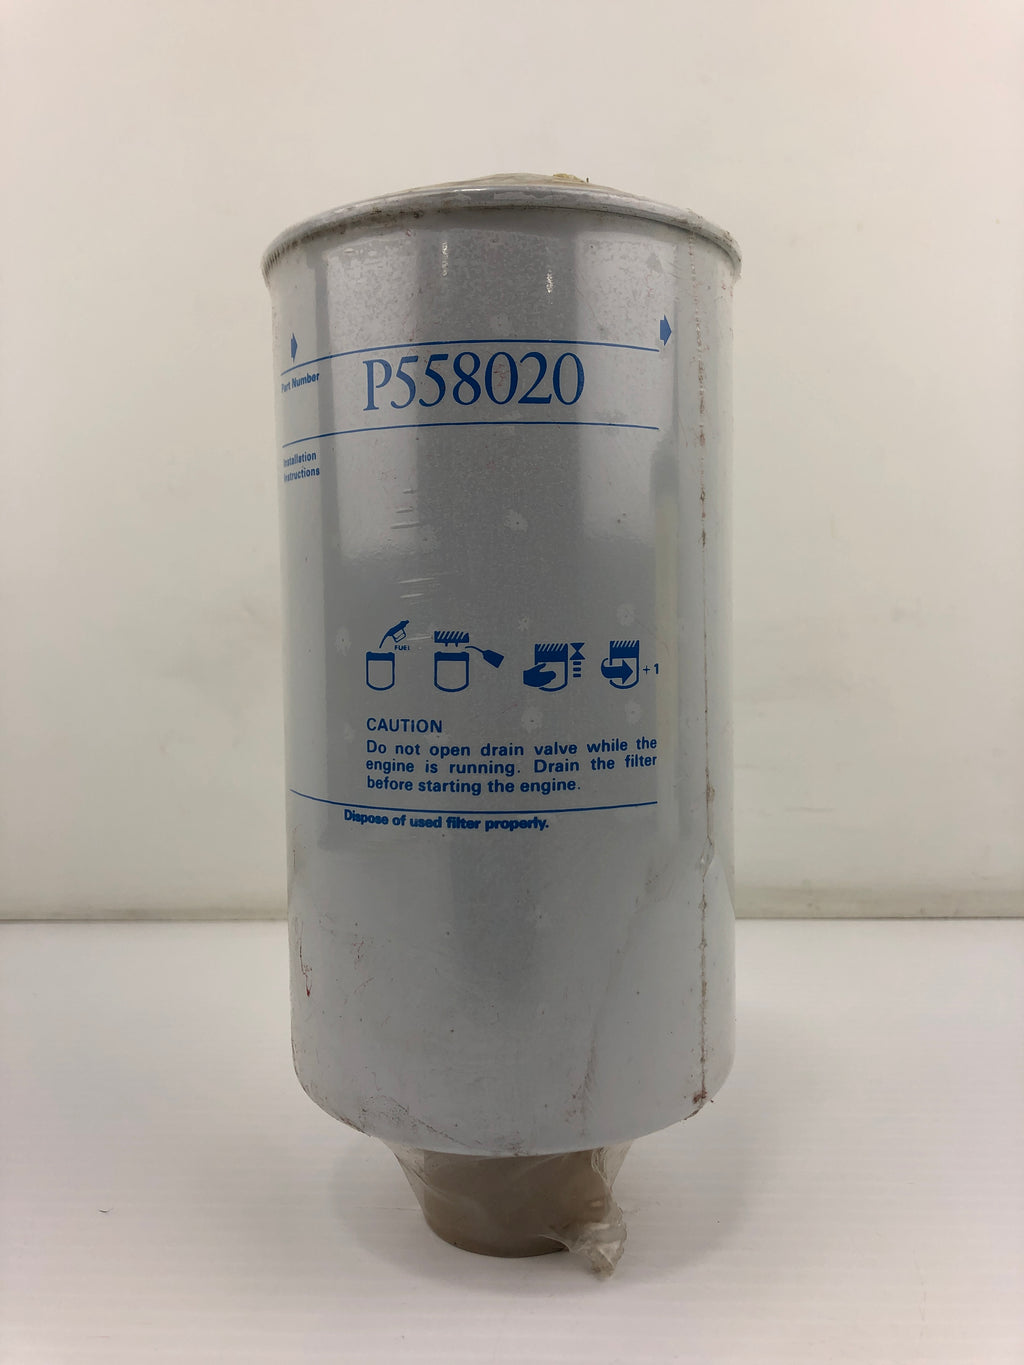 Part Number
P558020
Installation
Instructions
FUEL
+1
CAUTION
Do not open drain valve while the
engine is running. Drain the filter
before starting the engine.
Dispose of used filter properly.